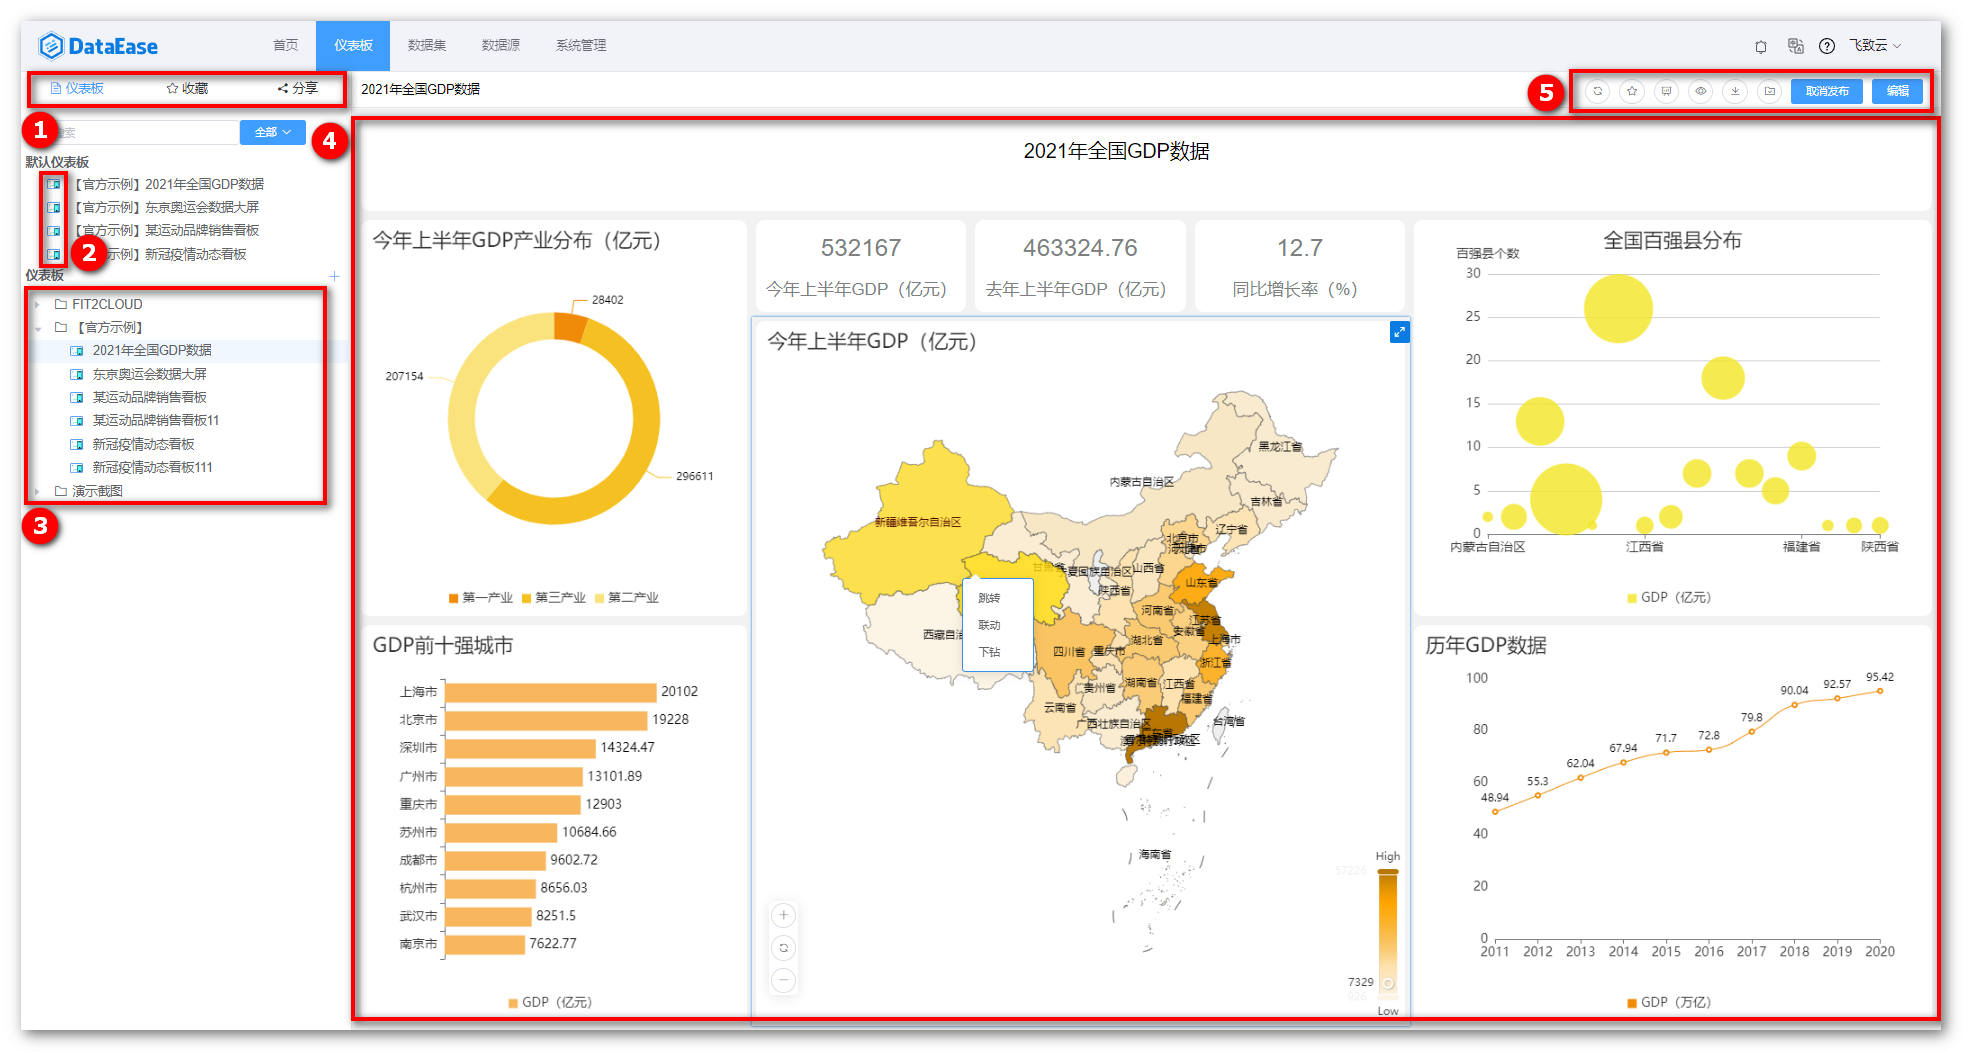 DataEase
首页 仪表板 数据集 数据源 系统管理
飞致云
仪表板 收藏 分享
2021年全国GDP数据
取消发布 编辑
5
1
索
全部
4
默认仪表板
【官方示例】2021年全国GDP数据
【官方示例】东京奥运会数据大屏
【官方示例】某运动品牌销售看板
示例】新冠疫情动态看板
2
仪表板
FIT2CLOUD
【官方示例】
2021年全国GDP数据
东京奥运会数据大屏
某运动品牌销售看板
某运动品牌销售看板11
新冠疫情动态看板
新冠疫情动态看板111
演示截图
3
2021年全国GDP数据
今年上半年GDP产业分布（亿元）
28402
207154
296611
第一产业 第三产业 第二产业
532167
今年上半年GDP（亿元）
463324.76
去年上半年GDP（亿元）
12.7
同比增长率（%）
全国百强县分布
百强县个数
30
25
20
15
10
5
0
内蒙古自治区 江西省 福建省 陕西省
GDP（亿元）
今年上半年GDP（亿元）
黑龙江省
内蒙古自治区
吉林省
新疆维吾尔自治区
辽宁省
北京市
甘肃省
宁夏回族自治区
山西省
山东省
陕西省
河南省
江苏省
西藏自治
安徽省
上海市
湖北省
四川省
重庆市
浙江省
湖南省
江西省
贵州省
福建省
云南省
台湾省
广西壮族自治区
海南省
跳转
联动
下钻
High
57226
7329
926
Low
GDP前十强城市
上海市 20102
北京市 19228
深圳市 14324.47
广州市 13101.89
重庆市 12903
苏州市 10684.66
成都市 9602.72
杭州市 8656.03
武汉市 8251.5
南京市 7622.77
GDP（亿元）
历年GDP数据
100
80
60
40
20
0
48.94 55.3 62.04 67.94 71.7 72.8 79.8 90.04 92.57 95.42
2011 2012 2013 2014 2015 2016 2017 2018 2019 2020
GDP（万亿）